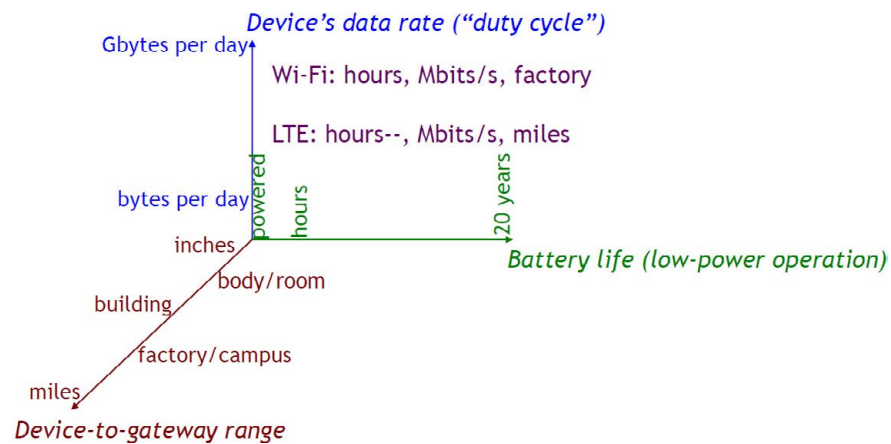 Device’s data rate (“duty cycle”)
Gbytes per day
Wi-Fi: hours, Mbits/s, factory
LTE: hours--, Mbits/s, miles
bytes per day
powered
hours
20 years
inches
Battery life (low-power operation)
body/room
building
factory/campus
miles
Device-to-gateway range